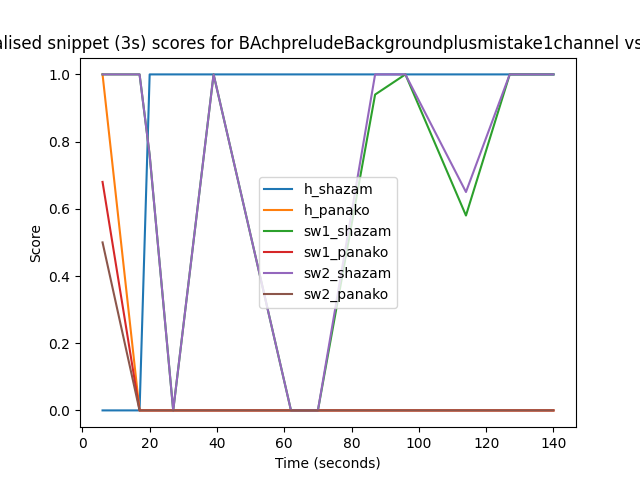 alised snippet (3s) scores for BAchpreludeBackgroundplusmistake1channel vs
1.0
0.8
0.6
0.4
0.2
0.0
Score
h_shazam
h_panako
sw1_shazam
sw1_panako
sw2_shazam
sw2_panako
0 20 40 60 80 100 120 140
Time (seconds)